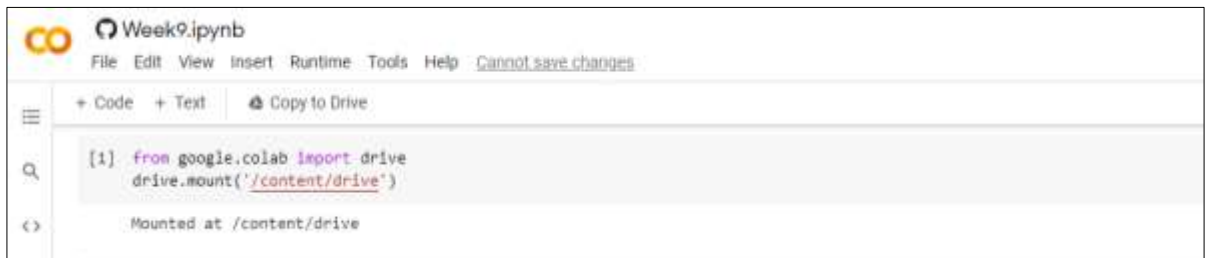 CO Week9.ipynb
File Edit View Insert Runtime Tools Help Cannot save changes
+ Code + Text Copy to Drive
[1] from google.colab import drive
drive.mount('/content/drive')
Mounted at /content/drive
<>